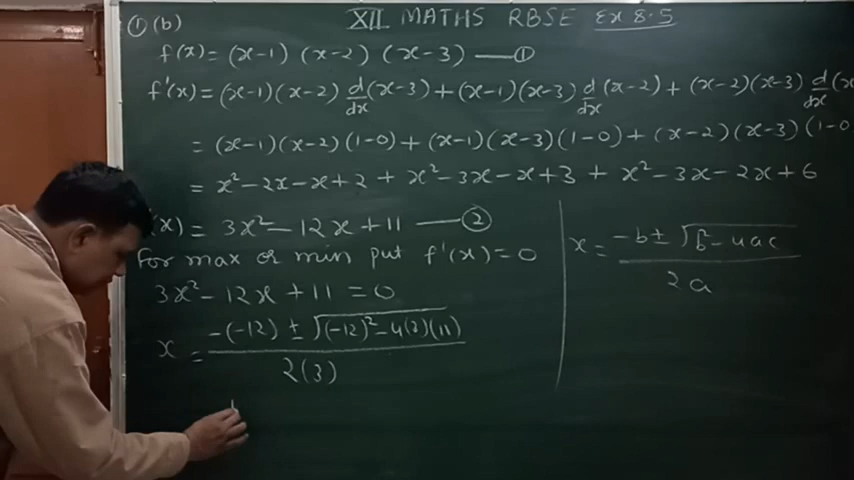 XII MATHS RBSE Ex 8.5
① (b)
f(x) = (x-1) (x-2) (x-3) —— ①
f'(x) = (x-1)(x-2) d/dx (x-3) + (x-1)(x-3) d/dx (x-2) + (x-2)(x-3) d/dx (x
= (x-1)(x-2)(1-0) + (x-1)(x-3)(1-0) + (x-2)(x-3)(1-0
= x²-2x-x+2 + x²-3x-x+3 + x²-3x-2x+6
'(x) = 3x²-12x+11 —— ②
For max or min put f'(x) = 0
3x²-12x+11 = 0
x = -(-12) ± √(-12)²-4(3)(11) / 2(3)
x = -b ± √b²-4ac / 2a